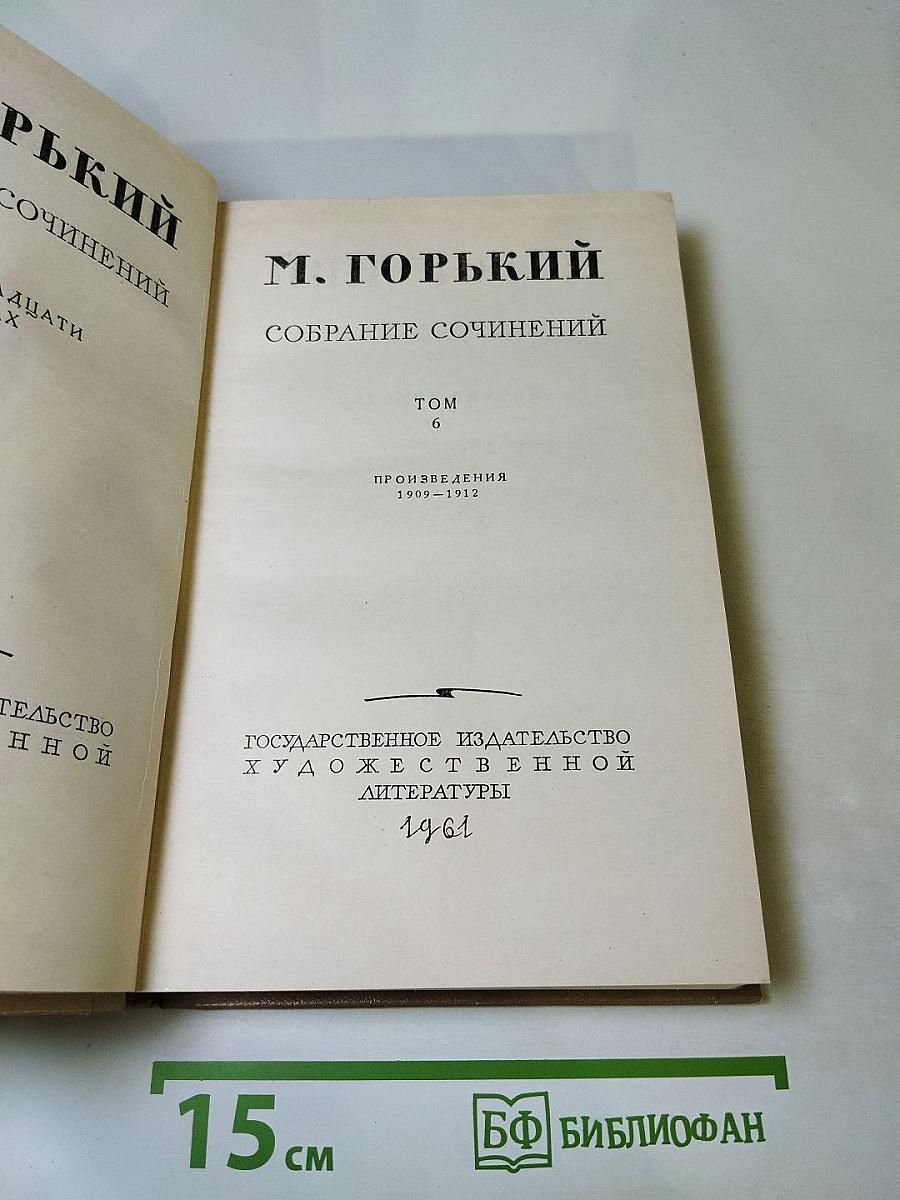 РЬКИЙ
СОЧИНЕНИЙ
ДЦАТИ
АХ
ТЕЛЬСТВО
ННОЙ
М. ГОРЬКИЙ
СОБРАНИЕ СОЧИНЕНИЙ
ТОМ
6
ПРОИЗВЕДЕНИЯ
1909—1912
ГОСУДАРСТВЕННОЕ ИЗДАТЕЛЬСТВО
ХУДОЖЕСТВЕННОЙ
ЛИТЕРАТУРЫ
1961
15 см
БФ БИБЛИОФАН